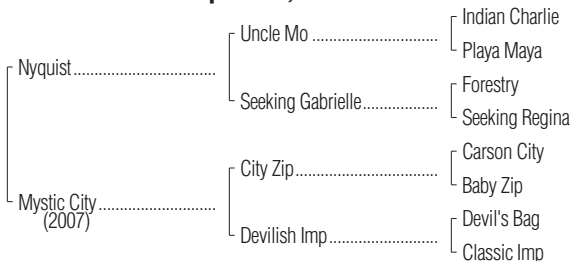 Indian Charlie
Uncle Mo
Playa Maya
Nyquist
Forestry
Seeking Gabrielle
Seeking Regina
Carson City
City Zip
Baby Zip
Mystic City
(2007)
Devil's Bag
Devilish Imp
Classic Imp